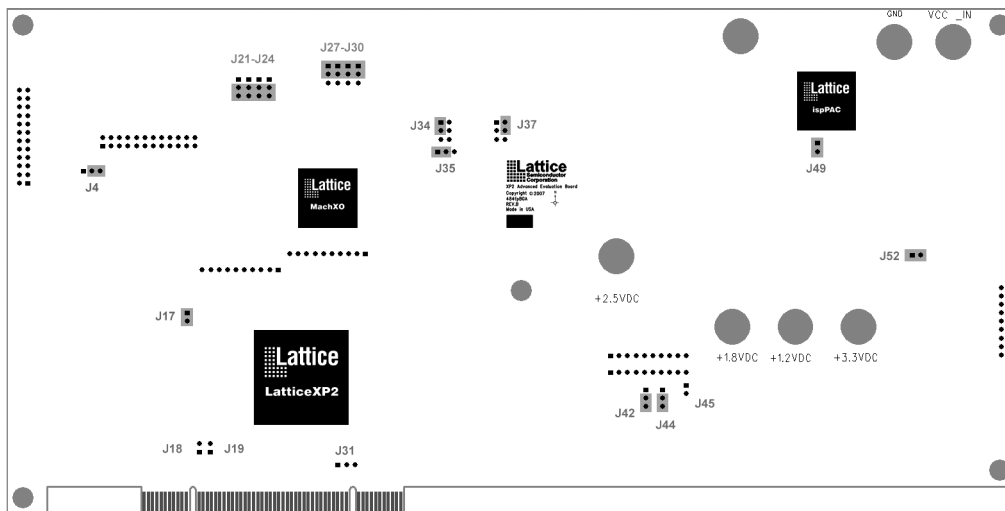 GND VCC _IN
J27-J30
J21-J24
Lattice
ispPAC
J34
J37
J35
J49
J4
Lattice
Semiconductor
Corporation
XP2 Advanced Evaluation Board
Copyright © 2007
484fpBGA
REV.B
Made in USA
N
Lattice
MachXO
J52
+2.5VDC
J17
+1.8VDC +1.2VDC +3.3VDC
Lattice
LatticeXP2
J42
J44
J45
J18
J19
J31